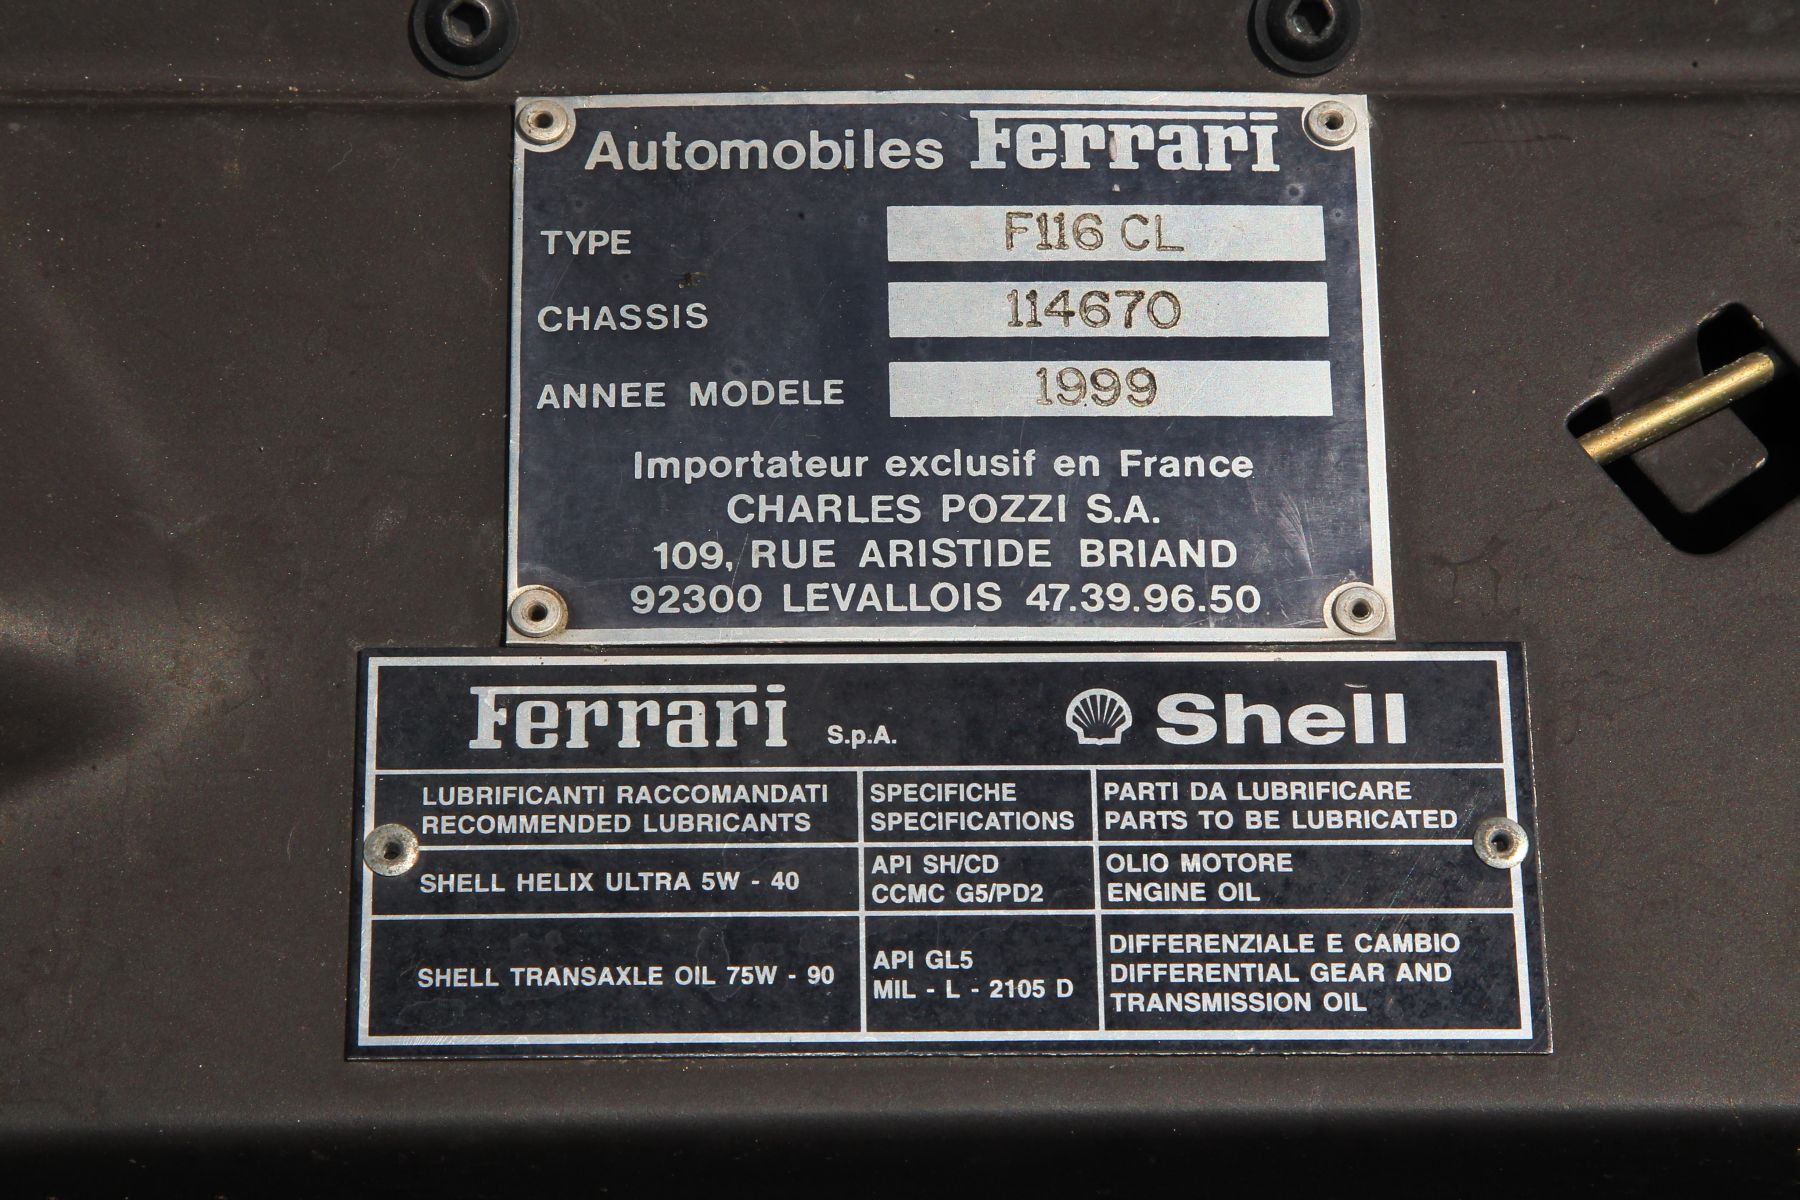 Automobiles Ferrari
TYPE F116 CL
CHASSIS 114670
ANNEE MODELE 1999
Importateur exclusif en France
CHARLES POZZI S.A.
109, RUE ARISTIDE BRIAND
92300 LEVALLOIS 47.39.96.50
Ferrari S.p.A. Shell
LUBRIFICANTI RACCOMANDATI
RECOMMENDED LUBRICANTS
SPECIFICHE
SPECIFICATIONS
PARTI DA LUBRIFICARE
PARTS TO BE LUBRICATED
SHELL HELIX ULTRA 5W - 40
API SH/CD
CCMC G5/PD2
OLIO MOTORE
ENGINE OIL
SHELL TRANSAXLE OIL 75W - 90
API GL5
MIL - L - 2105 D
DIFFERENZIALE E CAMBIO
DIFFERENTIAL GEAR AND
TRANSMISSION OIL